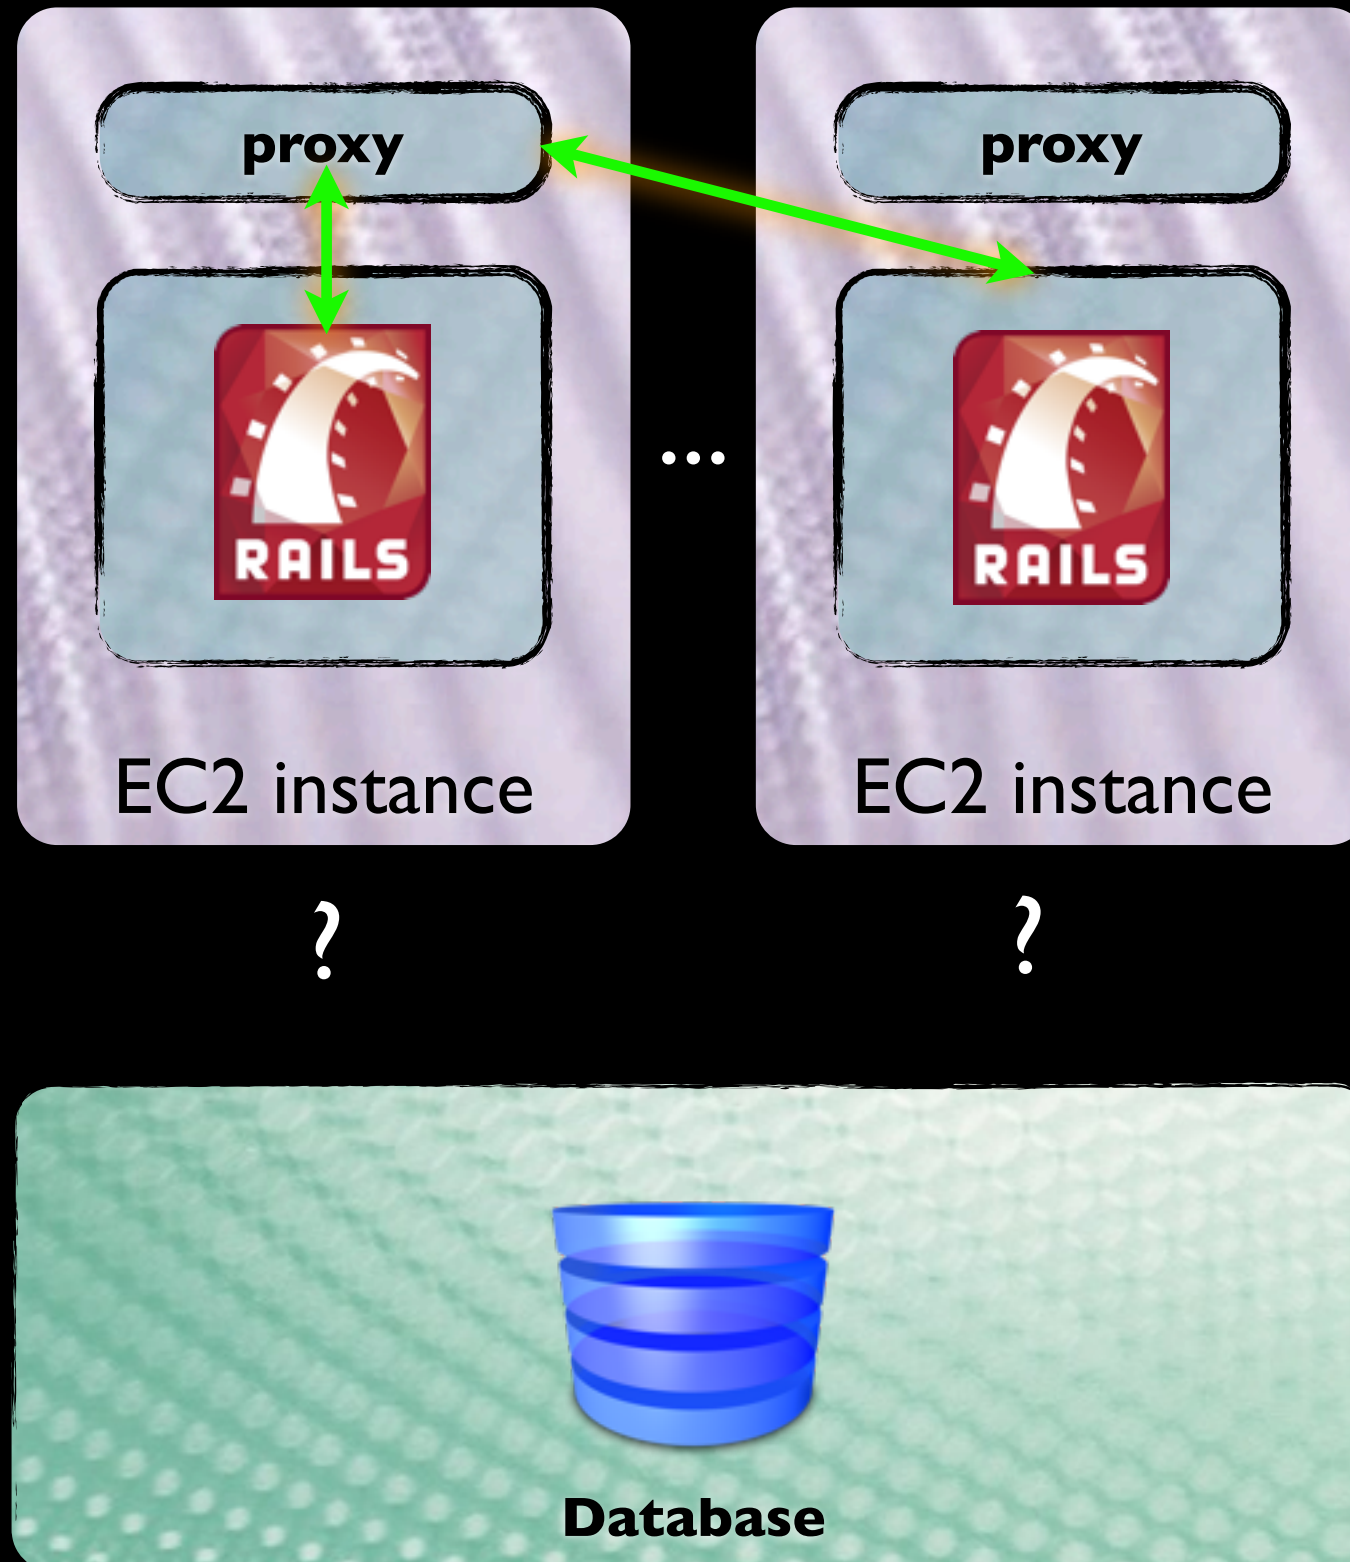 proxy
proxy
RAILS
RAILS
...
EC2 instance
EC2 instance
?
?
Database